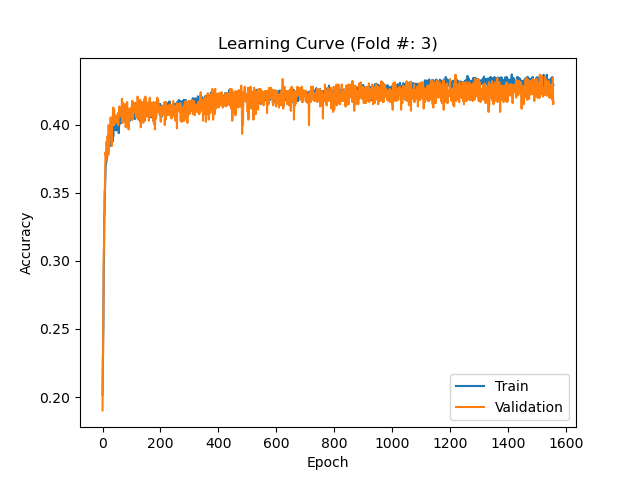 Learning Curve (Fold #: 3)
Accuracy
0.40
0.35
0.30
0.25
0.20
Train
Validation
0 200 400 600 800 1000 1200 1400 1600
Epoch